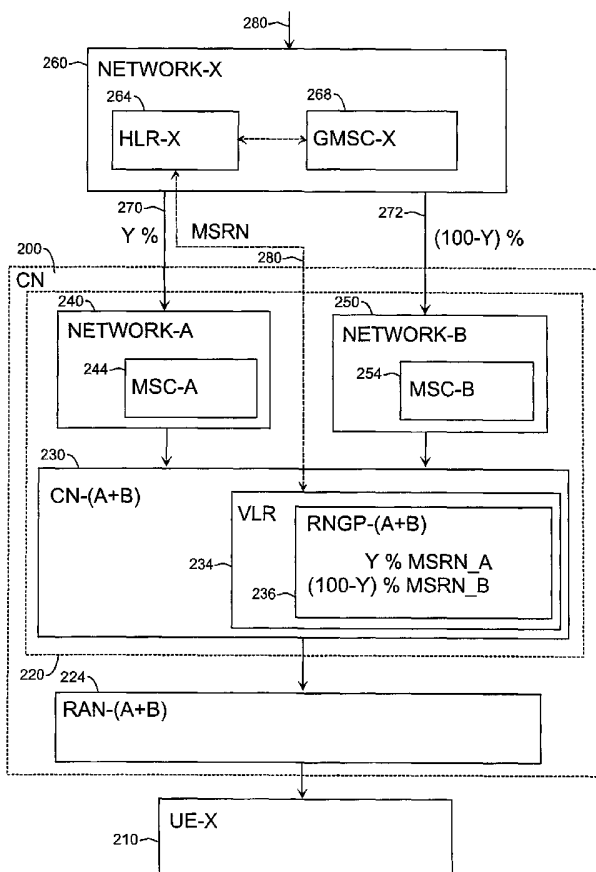 280
260
NETWORK-X
264
HLR-X
268
GMSC-X
270
Y %
MSRN
272
(100-Y) %
200
CN
280
240
NETWORK-A
244
MSC-A
250
NETWORK-B
254
MSC-B
230
CN-(A+B)
VLR
RNGP-(A+B)
234
Y % MSRN_A
236
(100-Y) % MSRN_B
220
224
RAN-(A+B)
UE-X
210